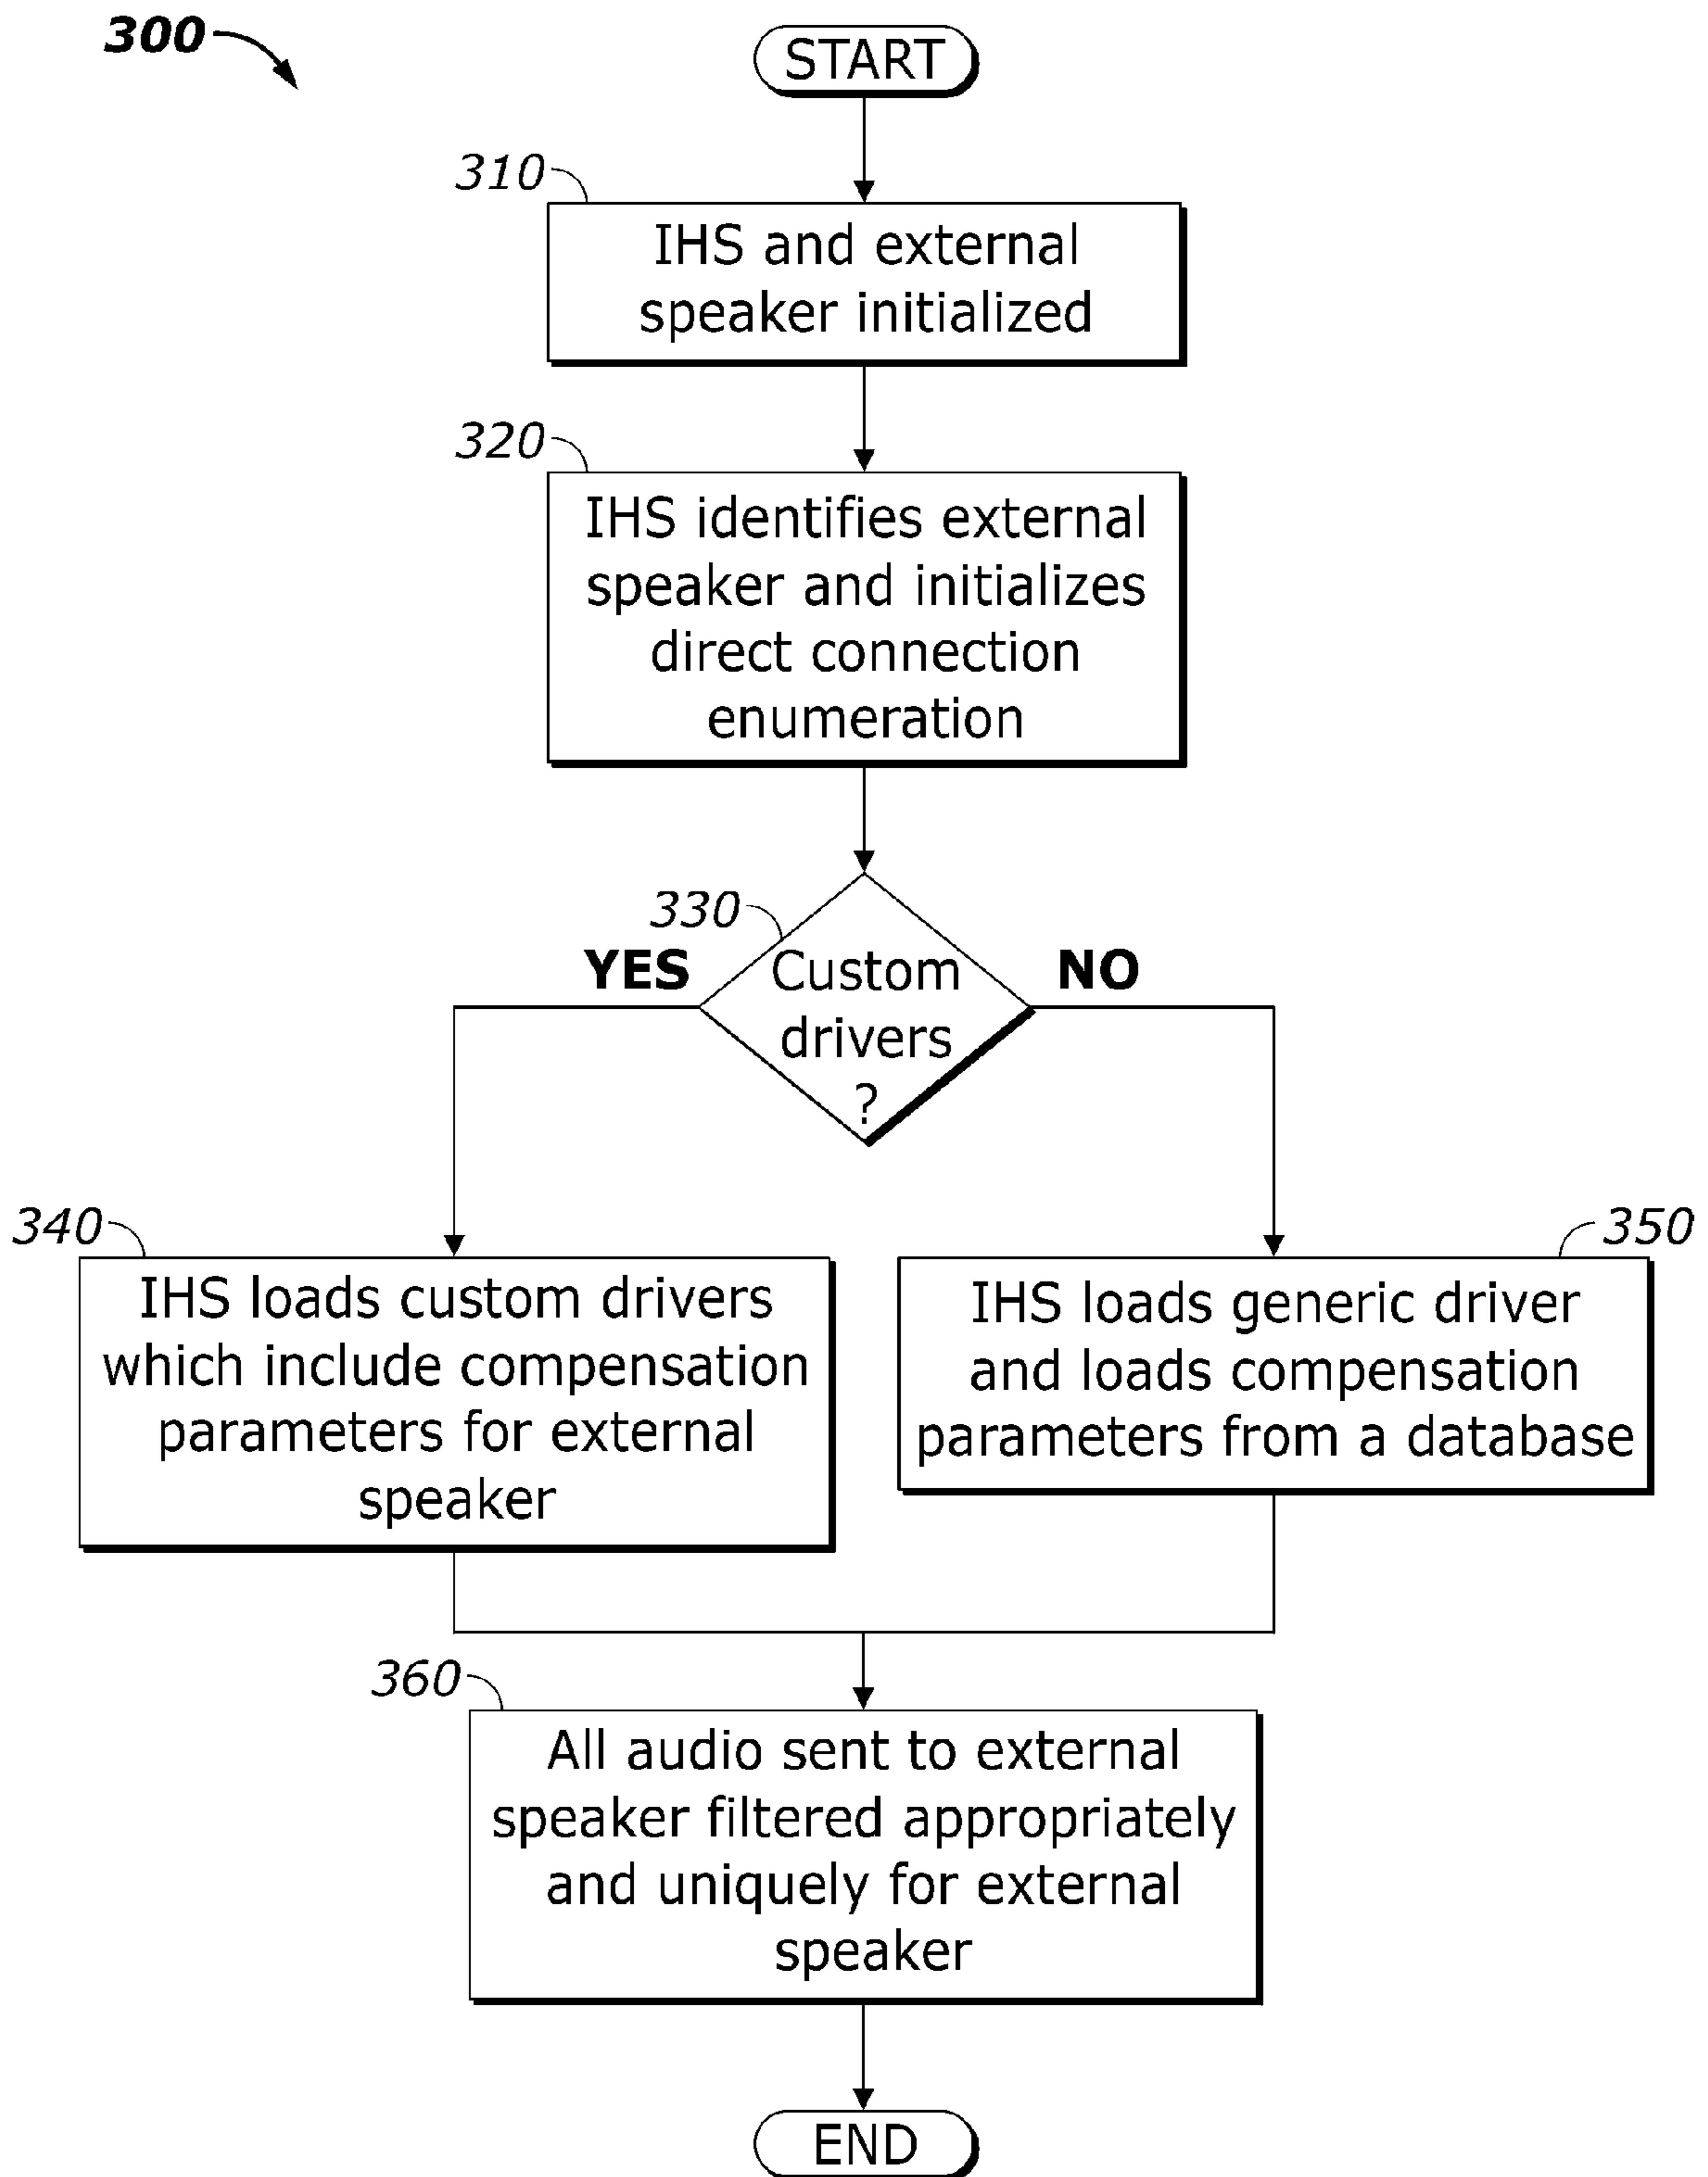 300
START
310
IHS and external
speaker initialized
320
IHS identifies external
speaker and initializes
direct connection
enumeration
330
YES
Custom
drivers
?
NO
340
IHS loads custom drivers
which include compensation
parameters for external
speaker
350
IHS loads generic driver
and loads compensation
parameters from a database
360
All audio sent to external
speaker filtered appropriately
and uniquely for external
speaker
END